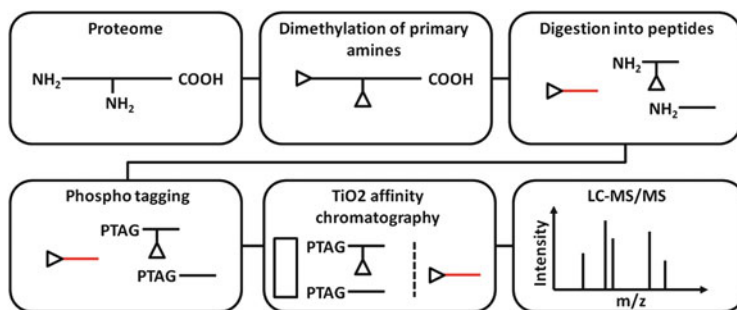 Proteome
NH2 COOH
NH2
Dimethylation of primary
amines
COOH
Digestion into peptides
NH2
NH2
Phospho tagging
PTAG
PTAG
TiO2 affinity
chromatography
PTAG
PTAG
LC-MS/MS
Intensity
m/z